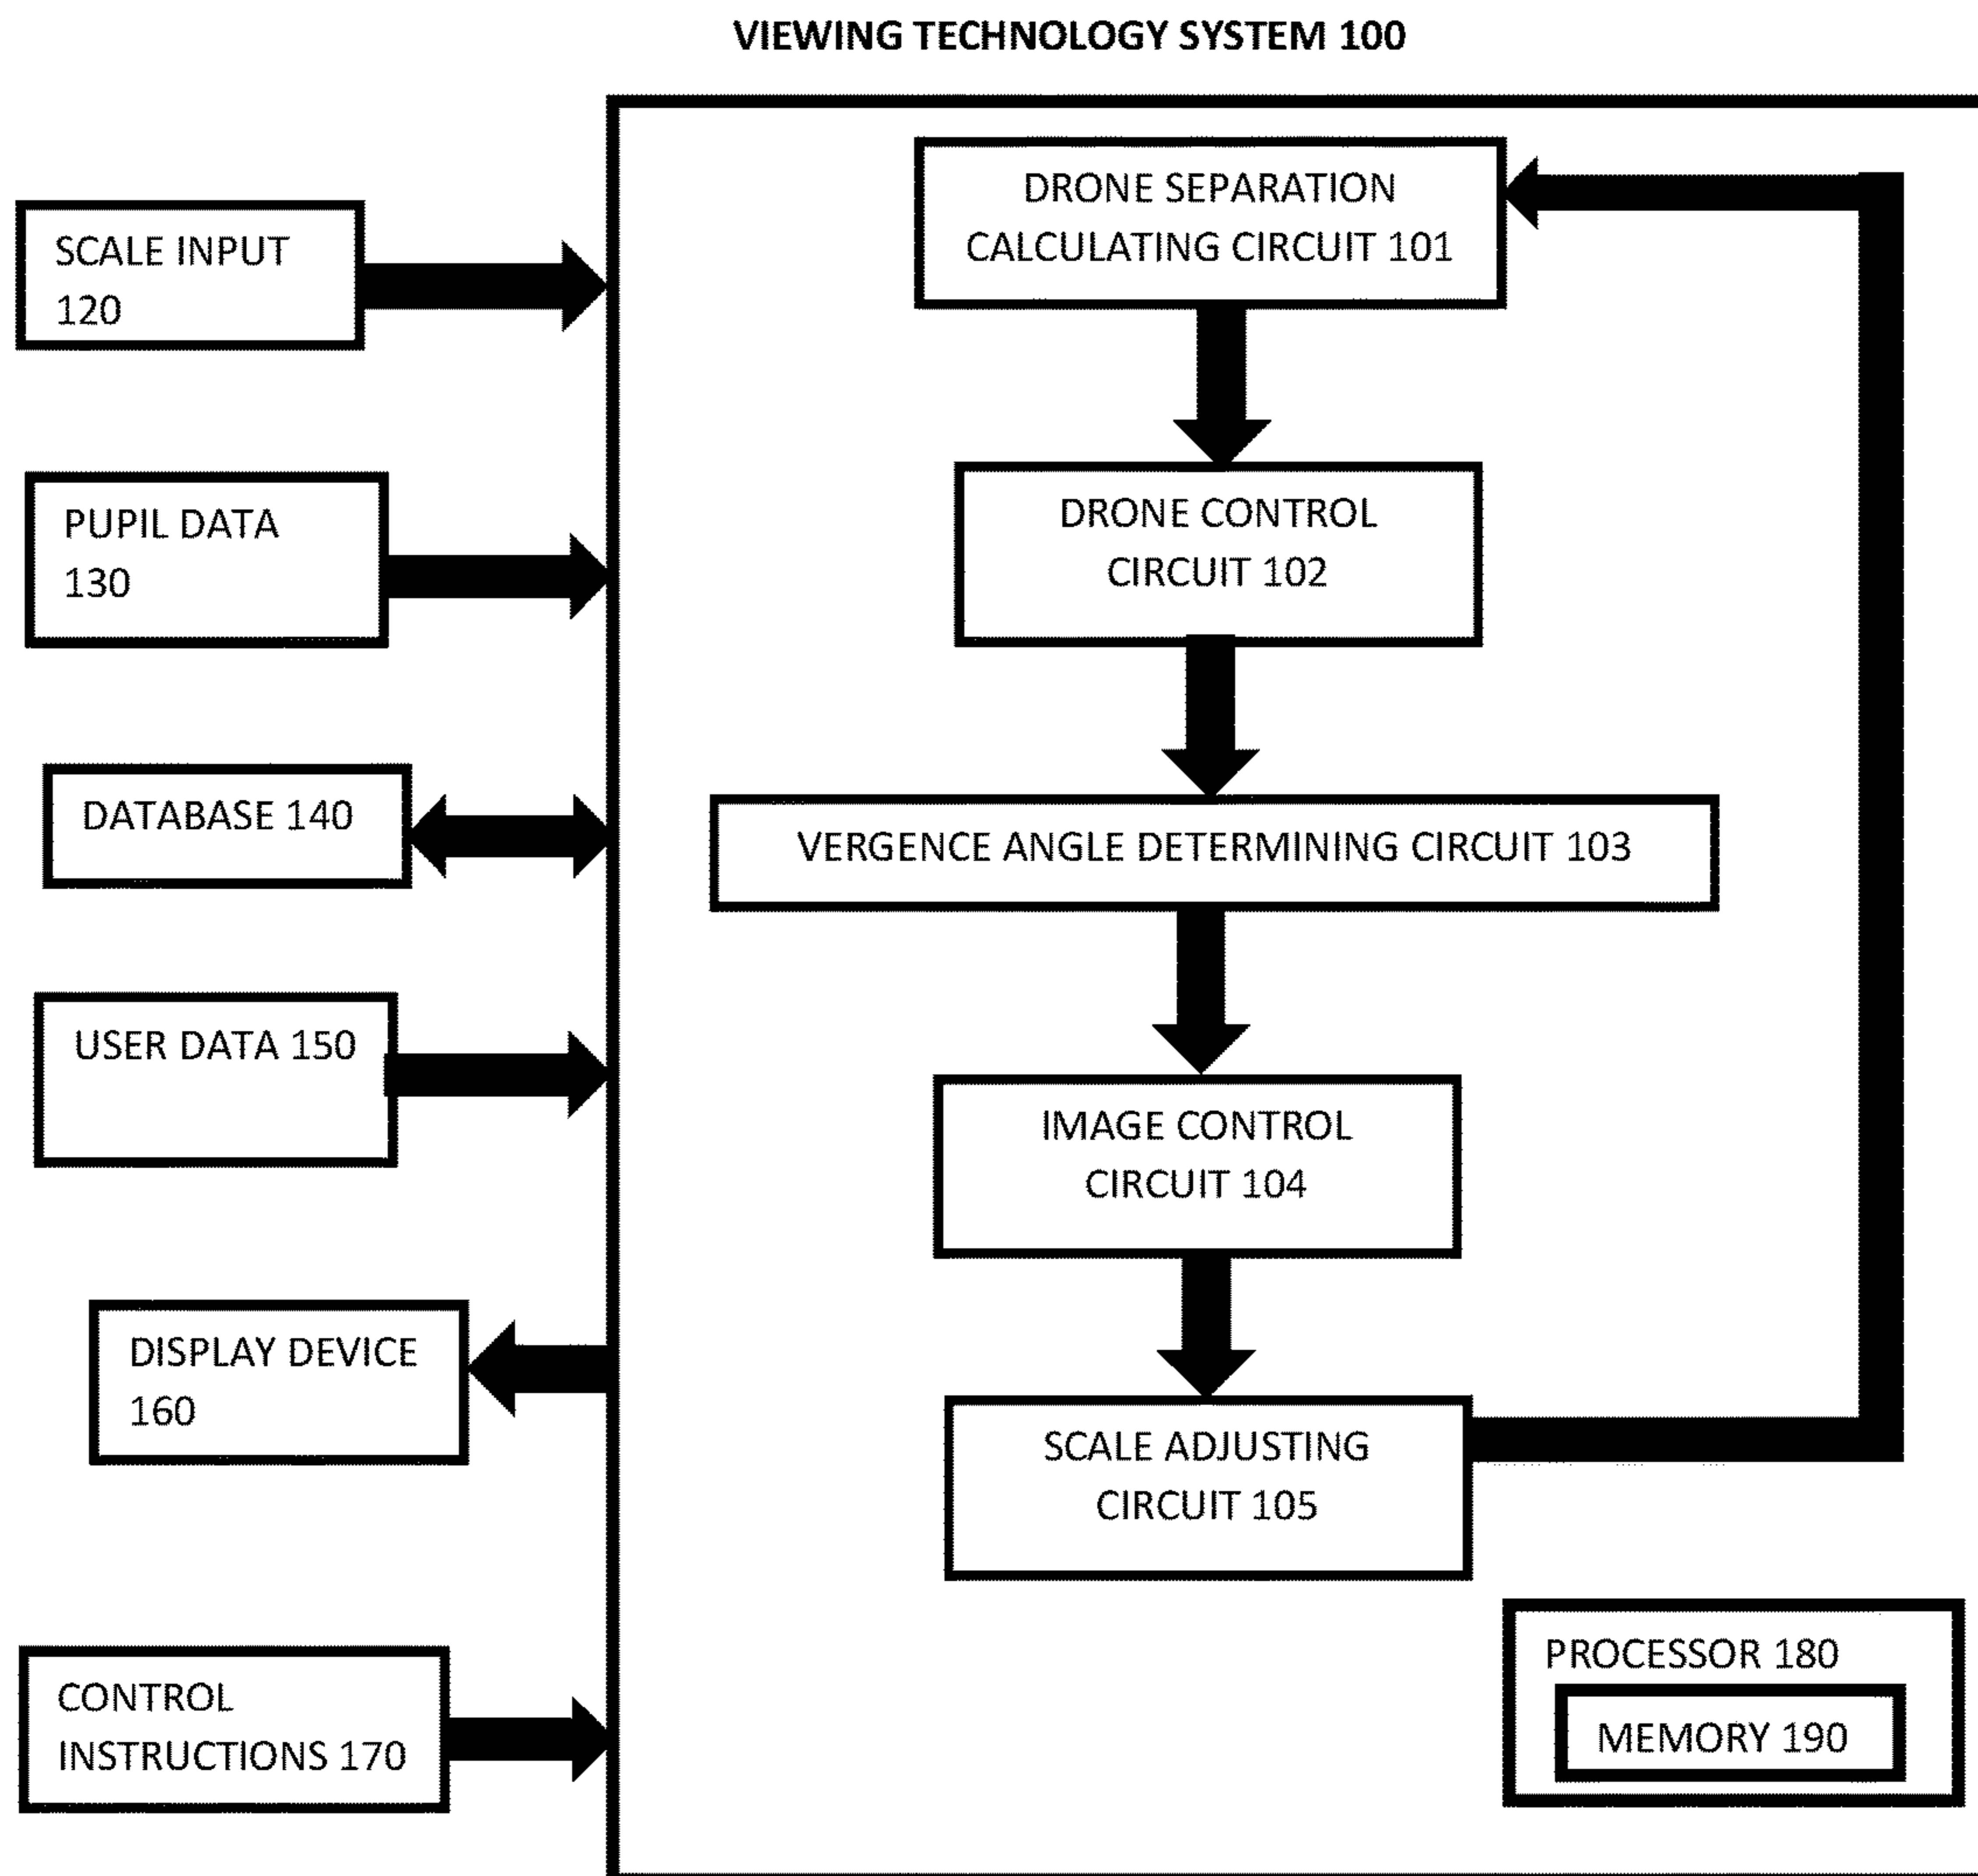 VIEWING TECHNOLOGY SYSTEM 100
SCALE INPUT
120
PUPIL DATA
130
DATABASE 140
USER DATA 150
DISPLAY DEVICE
160
CONTROL
INSTRUCTIONS 170
DRONE SEPARATION
CALCULATING CIRCUIT 101
DRONE CONTROL
CIRCUIT 102
VERGENCE ANGLE DETERMINING CIRCUIT 103
IMAGE CONTROL
CIRCUIT 104
SCALE ADJUSTING
CIRCUIT 105
PROCESSOR 180
MEMORY 190